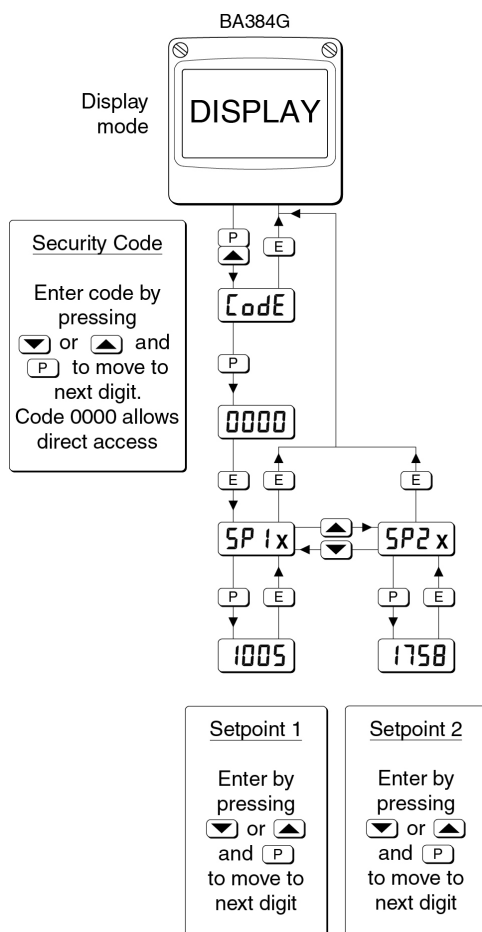 BA384G
Display
mode
DISPLAY
Security Code
Enter code by
pressing
▼ or ▲ and
P to move to
next digit.
Code 0000 allows
direct access
P
▲
E
CodE
P
0000
E
E
E
SP1x
▲
▼
SP2x
P
E
P
E
1005
1758
Setpoint 1
Enter by
pressing
▼ or ▲
and P
to move to
next digit
Setpoint 2
Enter by
pressing
▼ or ▲
and P
to move to
next digit